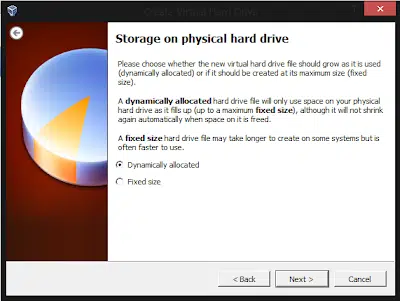 Create Virtual Hard Drive
Storage on physical hard drive
Please choose whether the new virtual hard drive file should grow as it is used
(dynamically allocated) or if it should be created at its maximum size (fixed
size).
A dynamically allocated hard drive file will only use space on your physical
hard drive as it fills up (up to a maximum fixed size), although it will not shrink
again automatically when space on it is freed.
A fixed size hard drive file may take longer to create on some systems but is
often faster to use.
Dynamically allocated
Fixed size
< Back
Next >
Cancel